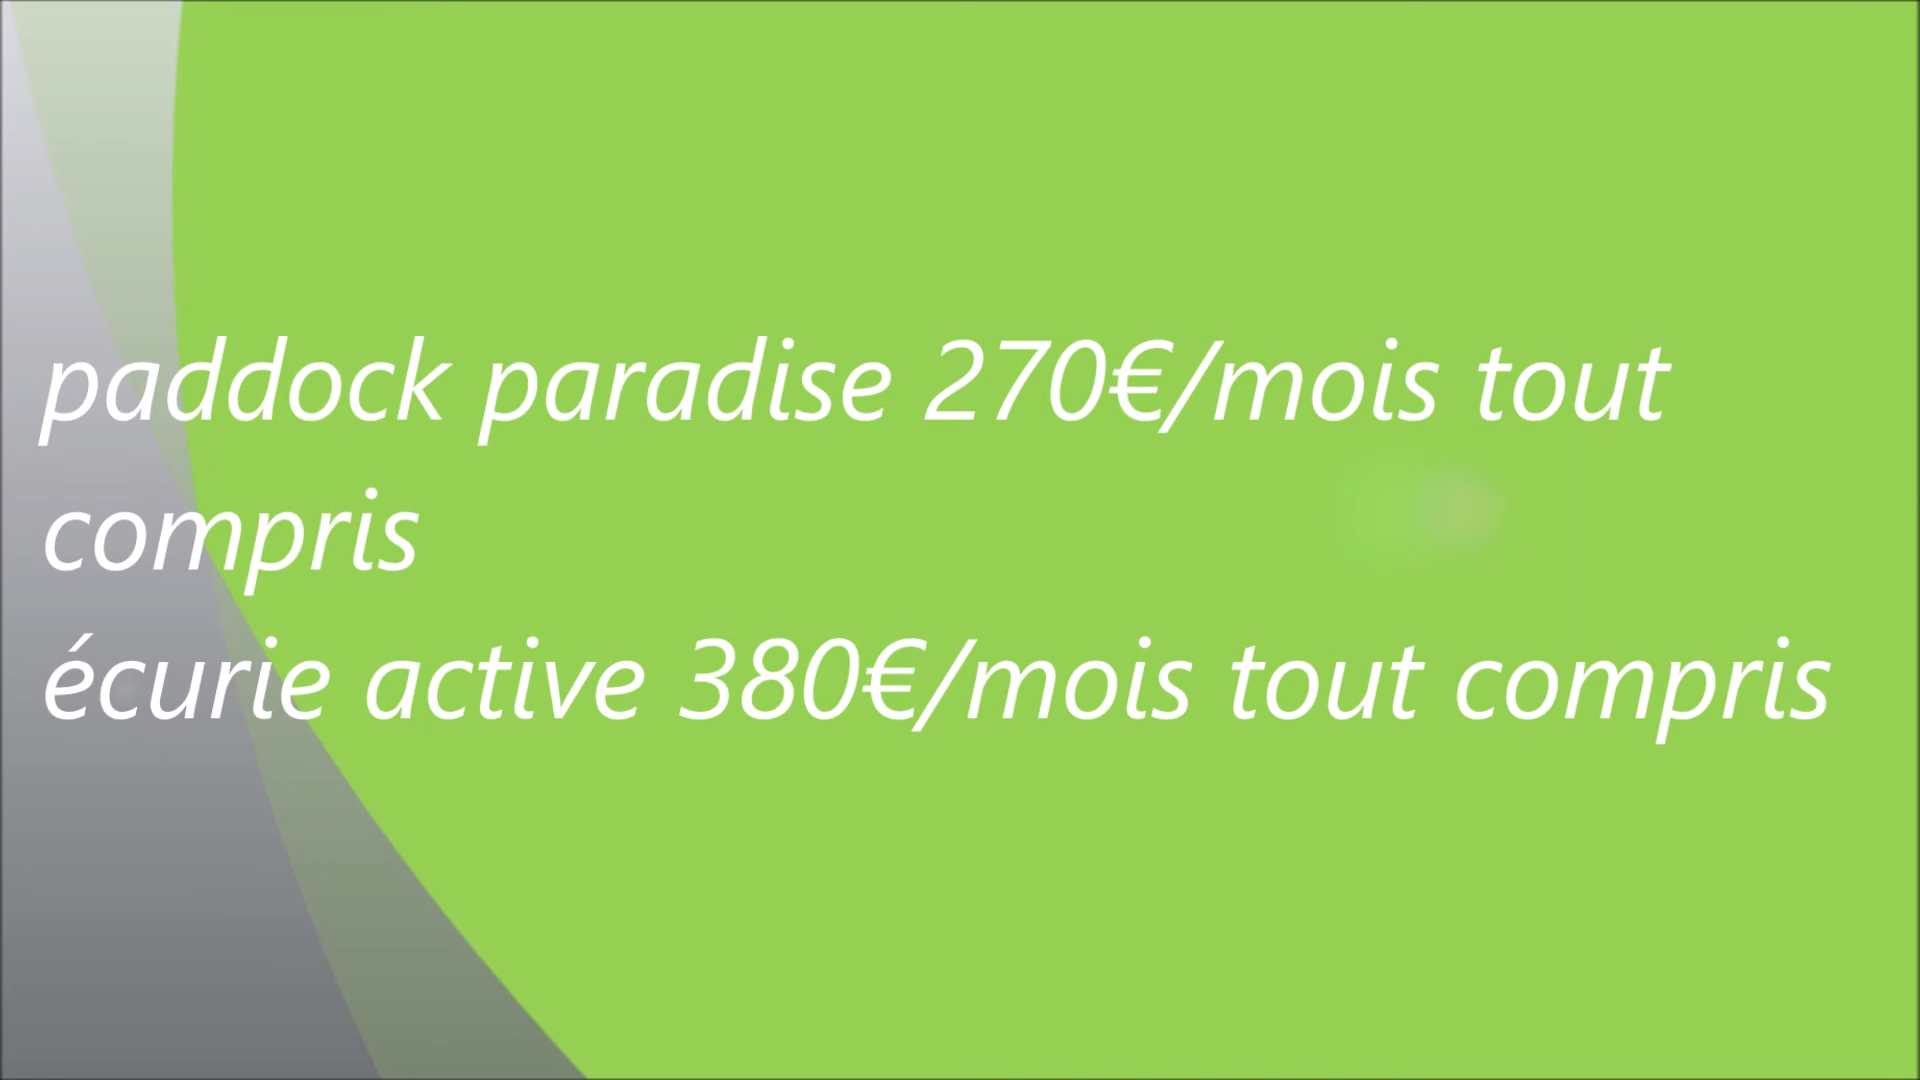 paddock paradise 270€/mois tout
compris
écurie active 380€/mois tout compris